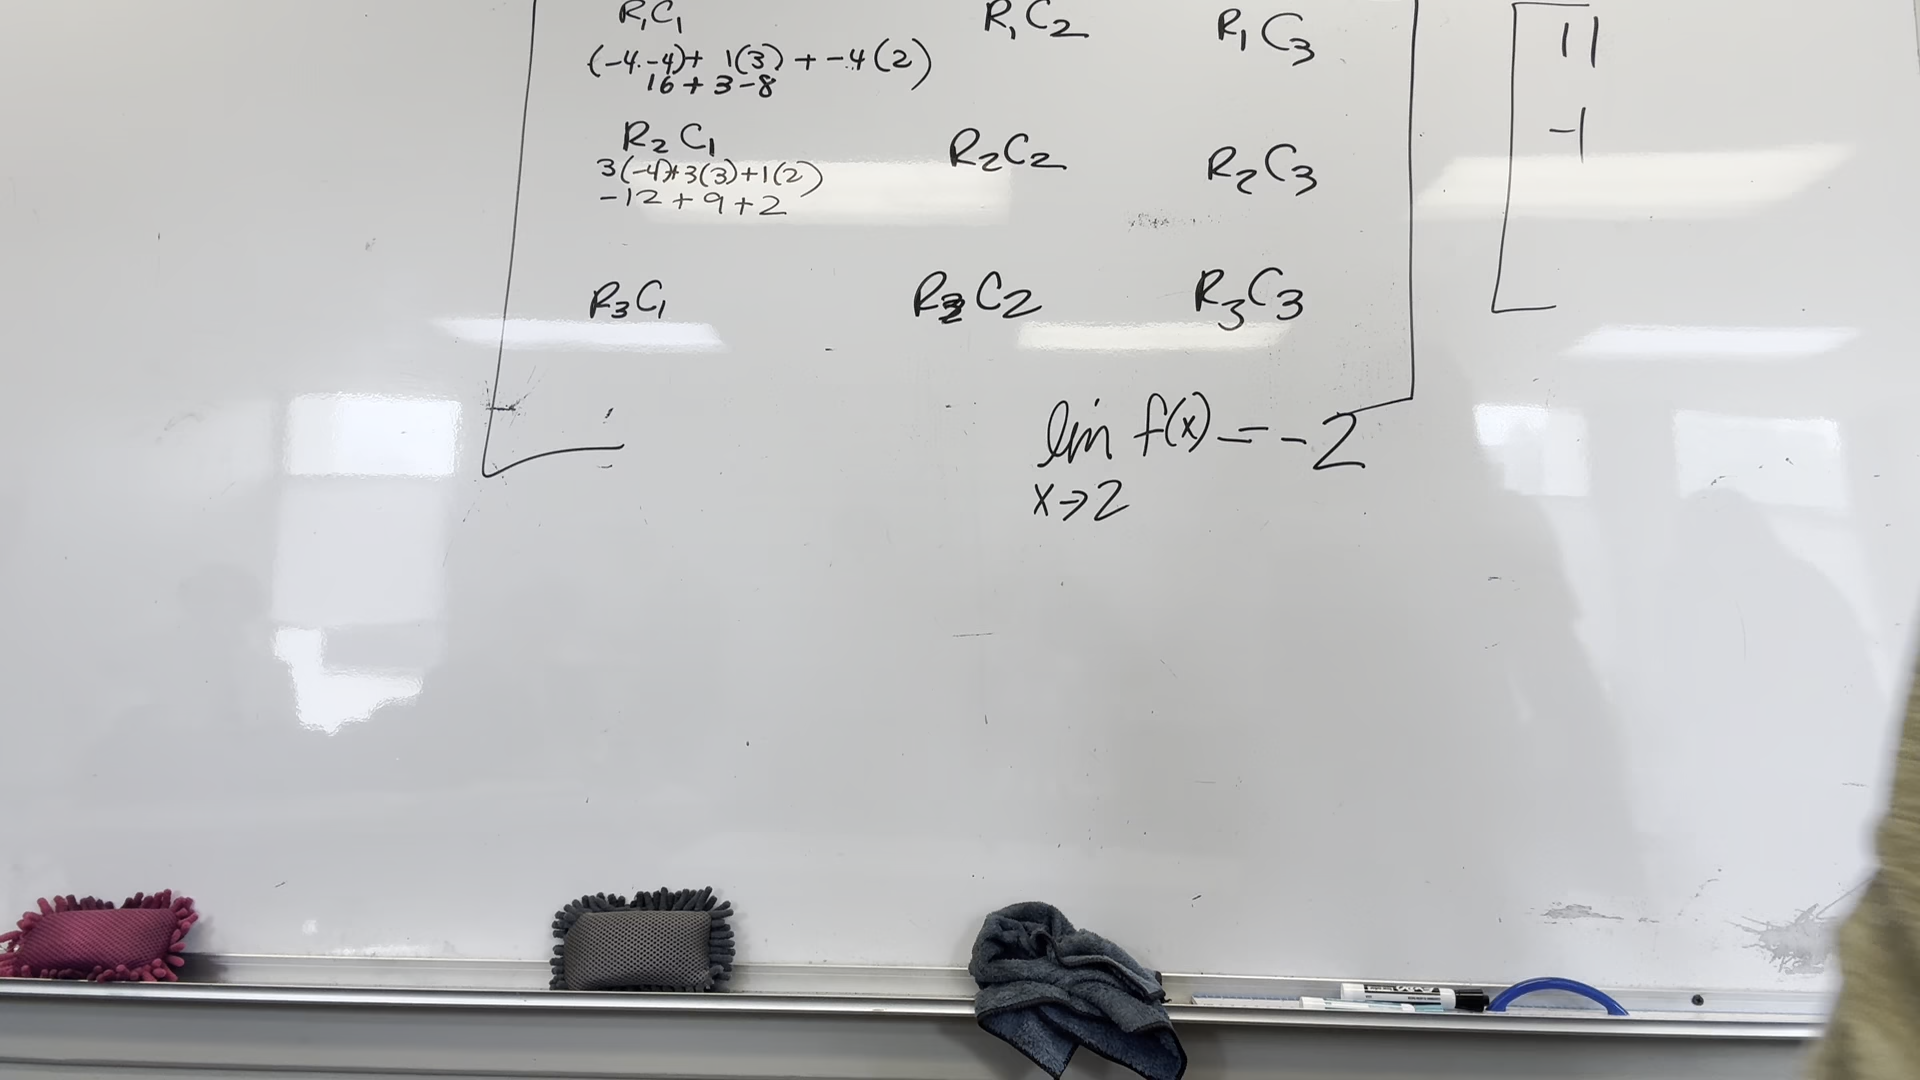 R₁C₁ R₁C₂ R₁C₃
(-4·-4)+ 1(3) + -4(2)
16 + 3 - 8
R₂C₁ R₂C₂ R₂C₃
3(-4)+3(3)+1(2)
-12 + 9 + 2
R₃C₁ R₃C₂ R₃C₃
11
-1
lim f(x) = -2
x→2